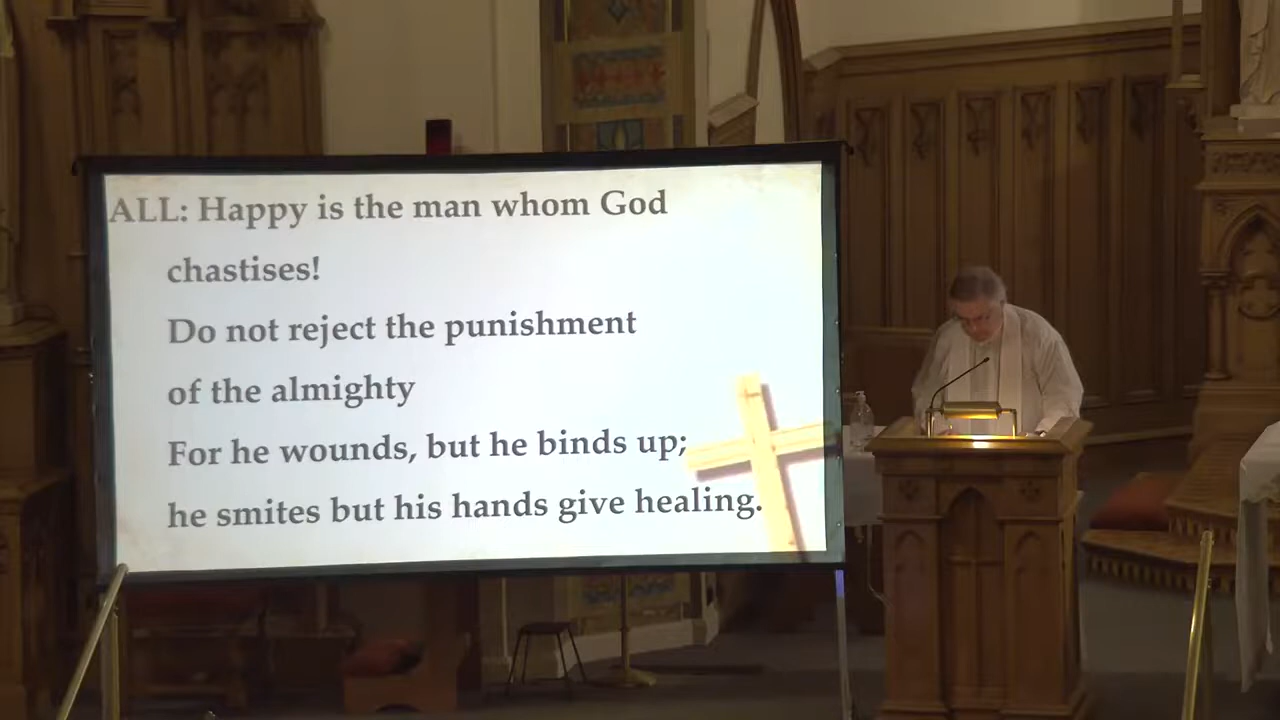 ALL: Happy is the man whom God
chastises!
Do not reject the punishment
of the almighty
For he wounds, but he binds up;
he smites but his hands give healing.